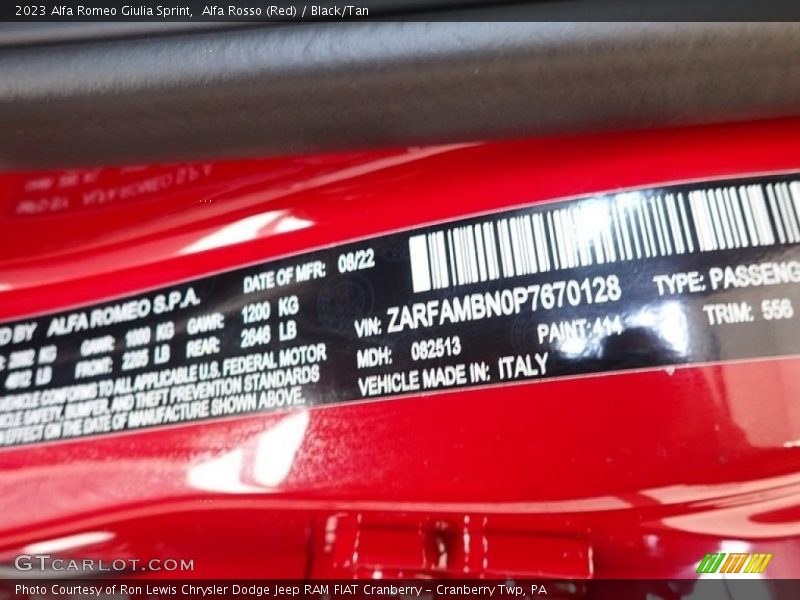 2023 Alfa Romeo Giulia Sprint,  Alfa Rosso (Red) / Black/Tan
D BY ALFA ROMEO S.P.A. DATE OF MFR: 08/22
KG GAWR: KG GAWR: 1200 KG
LB FRONT: LB REAR: 2646 LB
VEHICLE CONFORMS TO ALL APPLICABLE U.S. FEDERAL MOTOR
SAFETY, BUMPER, AND THEFT PREVENTION STANDARDS
EFFECT ON THE DATE OF MANUFACTURE SHOWN ABOVE.
VIN: ZARFAMBN0P7670128 TYPE: PASSENG
MDH: 082513 PAINT: 414 TRIM: 556
VEHICLE MADE IN: ITALY
GTCARLOT.COM
Photo Courtesy of Ron Lewis Chrysler Dodge Jeep RAM FIAT Cranberry - Cranberry Twp, PA